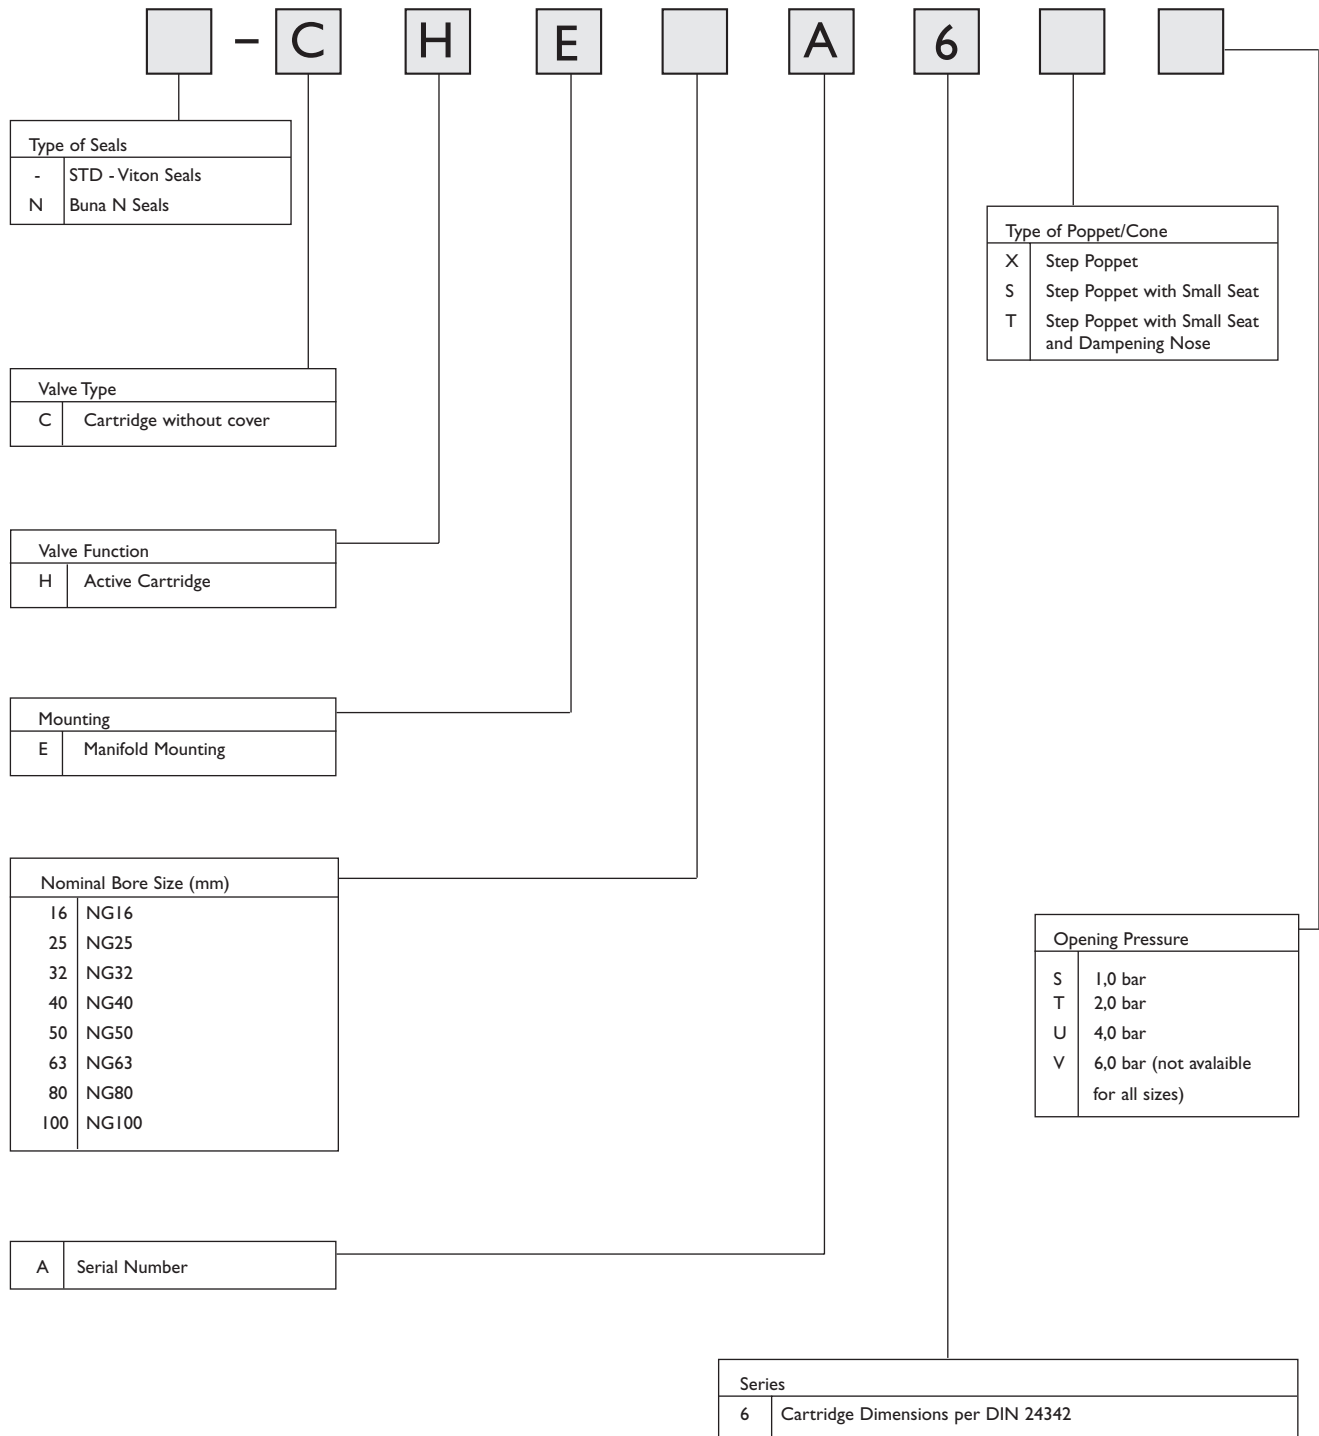 – C H E A 6
Type of Seals
- STD - Viton Seals
N Buna N Seals
Type of Poppet/Cone
X Step Poppet
S Step Poppet with Small Seat
T Step Poppet with Small Seat
and Dampening Nose
Valve Type
C Cartridge without cover
Valve Function
H Active Cartridge
Mounting
E Manifold Mounting
Nominal Bore Size (mm)
16 NG16
25 NG25
32 NG32
40 NG40
50 NG50
63 NG63
80 NG80
100 NG100
Opening Pressure
S 1,0 bar
T 2,0 bar
U 4,0 bar
V 6,0 bar (not avalaible
for all sizes)
A Serial Number
Series
6 Cartridge Dimensions per DIN 24342